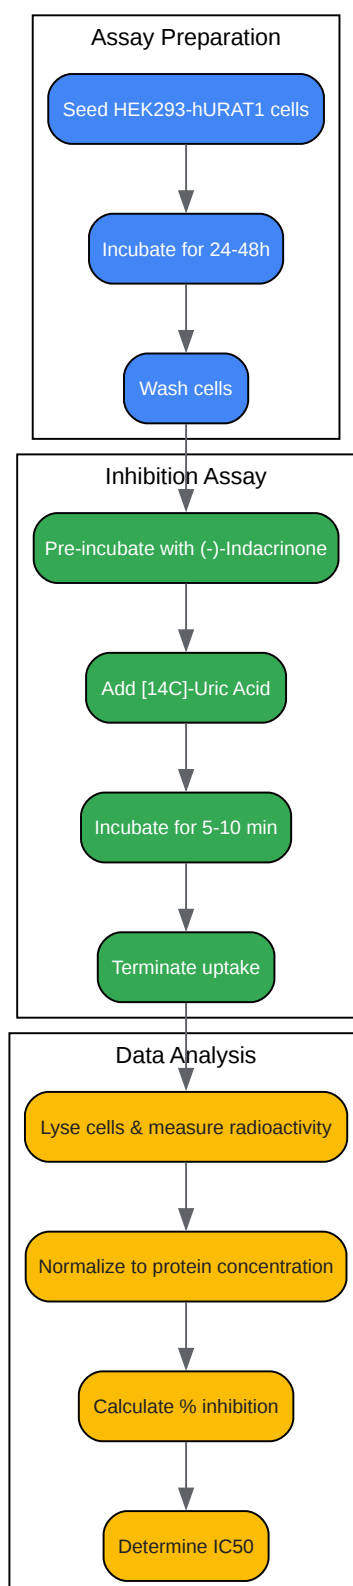 Assay Preparation
Seed HEK293-hURAT1 cells
Incubate for 24-48h
Wash cells
Inhibition Assay
Pre-incubate with (-)-Indacrinone
Add [14C]-Uric Acid
Incubate for 5-10 min
Terminate uptake
Data Analysis
Lyse cells & measure radioactivity
Normalize to protein concentration
Calculate % inhibition
Determine IC50